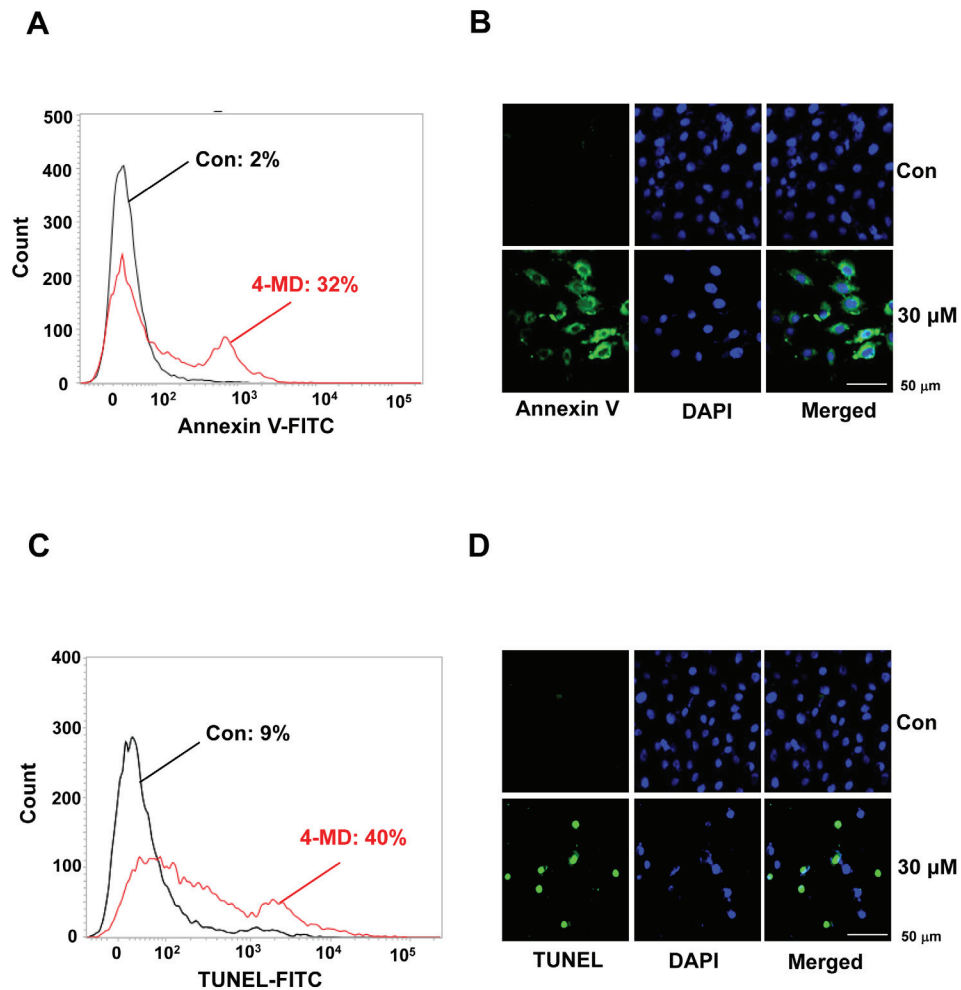 A
B
500
400
300
200
100
0
Count
Con: 2%
4-MD: 32%
0 10² 10³ 10⁴ 10⁵
Annexin V-FITC
Con
30 μM
50 μm
Annexin V DAPI Merged
C
D
400
300
200
100
0
Count
Con: 9%
4-MD: 40%
0 10² 10³ 10⁴ 10⁵
TUNEL-FITC
Con
30 μM
50 μm
TUNEL DAPI Merged